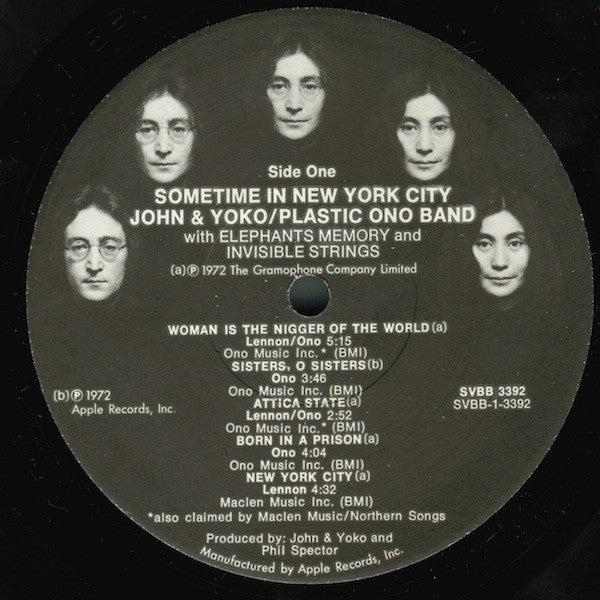 Side One
SOMETIME IN NEW YORK CITY
JOHN & YOKO/PLASTIC ONO BAND
with ELEPHANTS MEMORY and
INVISIBLE STRINGS
(a)Ⓟ1972 The Gramophone Company Limited
WOMAN IS THE NIGGER OF THE WORLD(a)
Lennon/Ono 5:15
Ono Music Inc.* (BMI)
SISTERS, O SISTERS(b)
Ono 3:46
Ono Music Inc. (BMI)
ATTICA STATE(a)
Lennon/Ono 2:52
Ono Music Inc.* (BMI)
BORN IN A PRISON(a)
Ono 4:04
Ono Music Inc. (BMI)
NEW YORK CITY(a)
Lennon 4:32
Maclen Music Inc. (BMI)
*also claimed by Maclen Music/Northern Songs
(b)Ⓟ1972
Apple Records, Inc.
SVBB 3392
SVBB-1-3392
Produced by: John & Yoko and
Phil Spector
Manufactured by Apple Records, Inc.